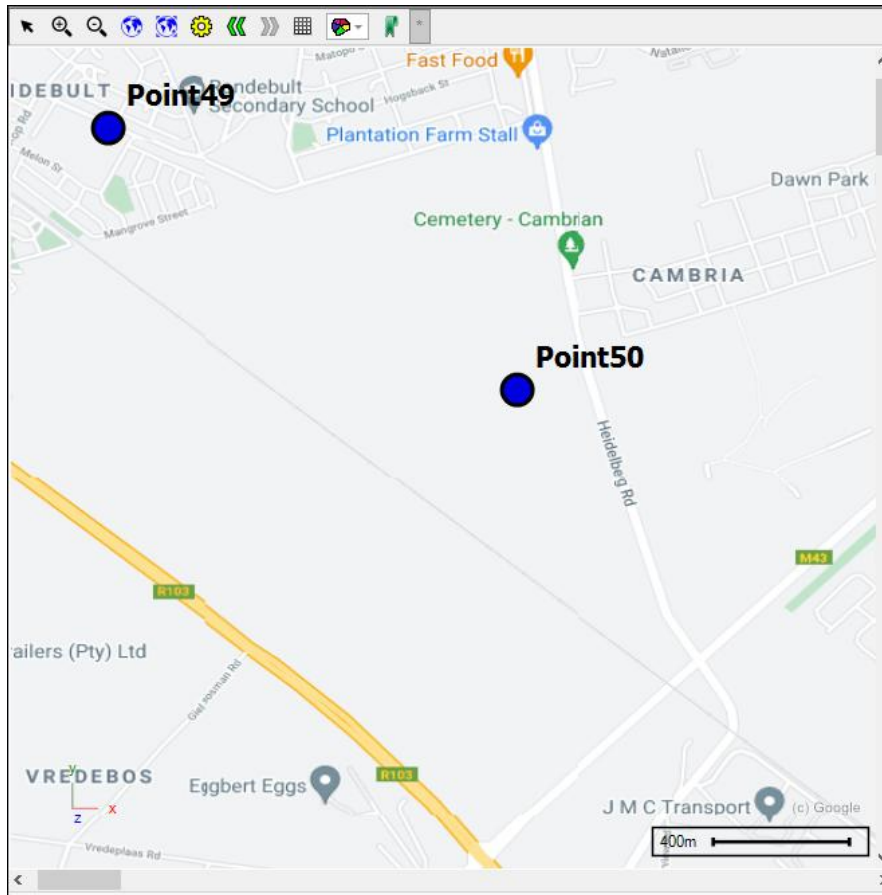 *
Fast Food
Matopo St
IDEBULT
Point49
Rondebult
Secondary School
Hogsback St
Plantation Farm Stall
Melon St
Dawn Park
Mangrove Street
Cemetery - Cambrian
CAMBRIA
Point50
Heidelberg Rd
M43
R103
railers (Pty) Ltd
VREDEBOS
Eggbert Eggs
R103
J M C Transport
(c) Google
y
x
z
400m
Vredeplaas Rd